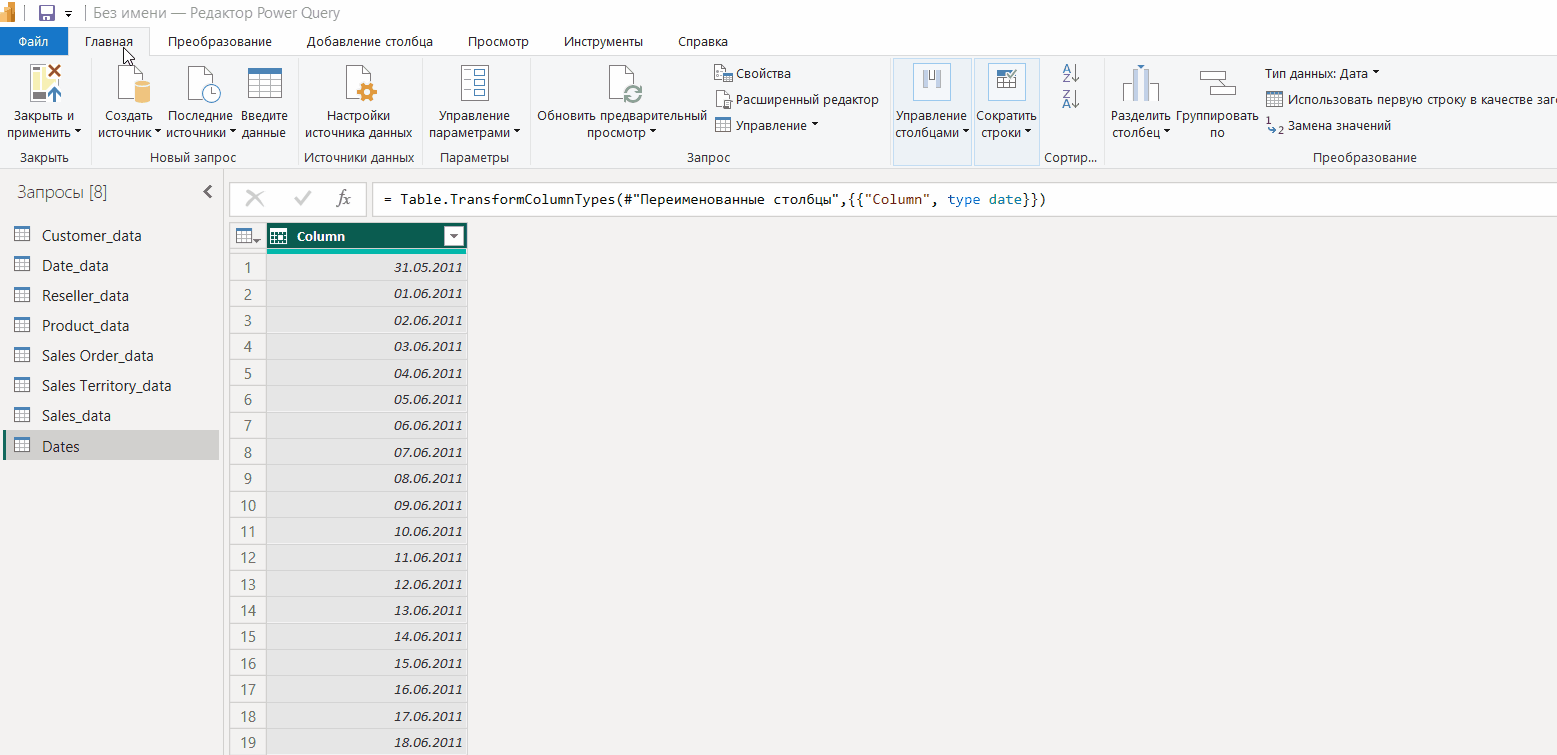 Без имени — Редактор Power Query
Файл Главная Преобразование Добавление столбца Просмотр Инструменты Справка
Закрыть и применить
Создать источник
Последние источники
Введите данные
Настройки источника данных
Управление параметрами
Обновить предварительный просмотр
Свойства
Расширенный редактор
Управление
Управление столбцами
Сократить строки
А
Я
Я
А
Разделить столбец
Группировать по
Тип данных: Дата
Использовать первую строку в качестве
1 2 Замена значений
Закрыть Новый запрос Источники данных Параметры Запрос Сортир... Преобразование
Запросы [8]
Customer_data
Date_data
Reseller_data
Product_data
Sales Order_data
Sales Territory_data
Sales_data
Dates
fx = Table.TransformColumnTypes(#"Переименованные столбцы",{{"Column", type date}})
Column
1 31.05.2011
2 01.06.2011
3 02.06.2011
4 03.06.2011
5 04.06.2011
6 05.06.2011
7 06.06.2011
8 07.06.2011
9 08.06.2011
10 09.06.2011
11 10.06.2011
12 11.06.2011
13 12.06.2011
14 13.06.2011
15 14.06.2011
16 15.06.2011
17 16.06.2011
18 17.06.2011
19 18.06.2011